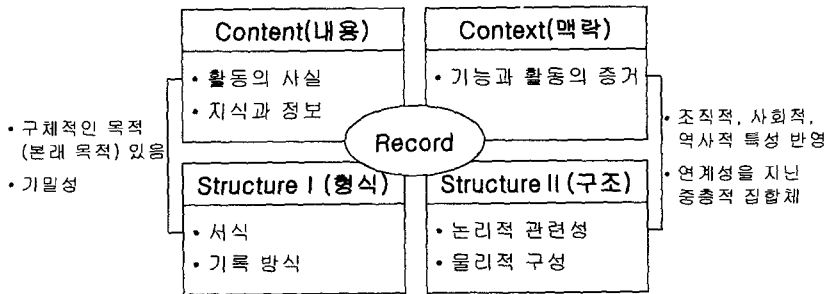 Content(내용)
• 활동의 사실
• 지식과 정보
Context(맥락)
• 기능과 활동의 증거
Record
• 구체적인 목적
(본래 목적) 있음
• 기밀성
• 조직적, 사회적,
역사적 특성 반영
• 연계성을 지닌
중층적 집합체
Structure I (형식)
• 서식
• 기록 방식
Structure II (구조)
• 논리적 관련성
• 물리적 구성